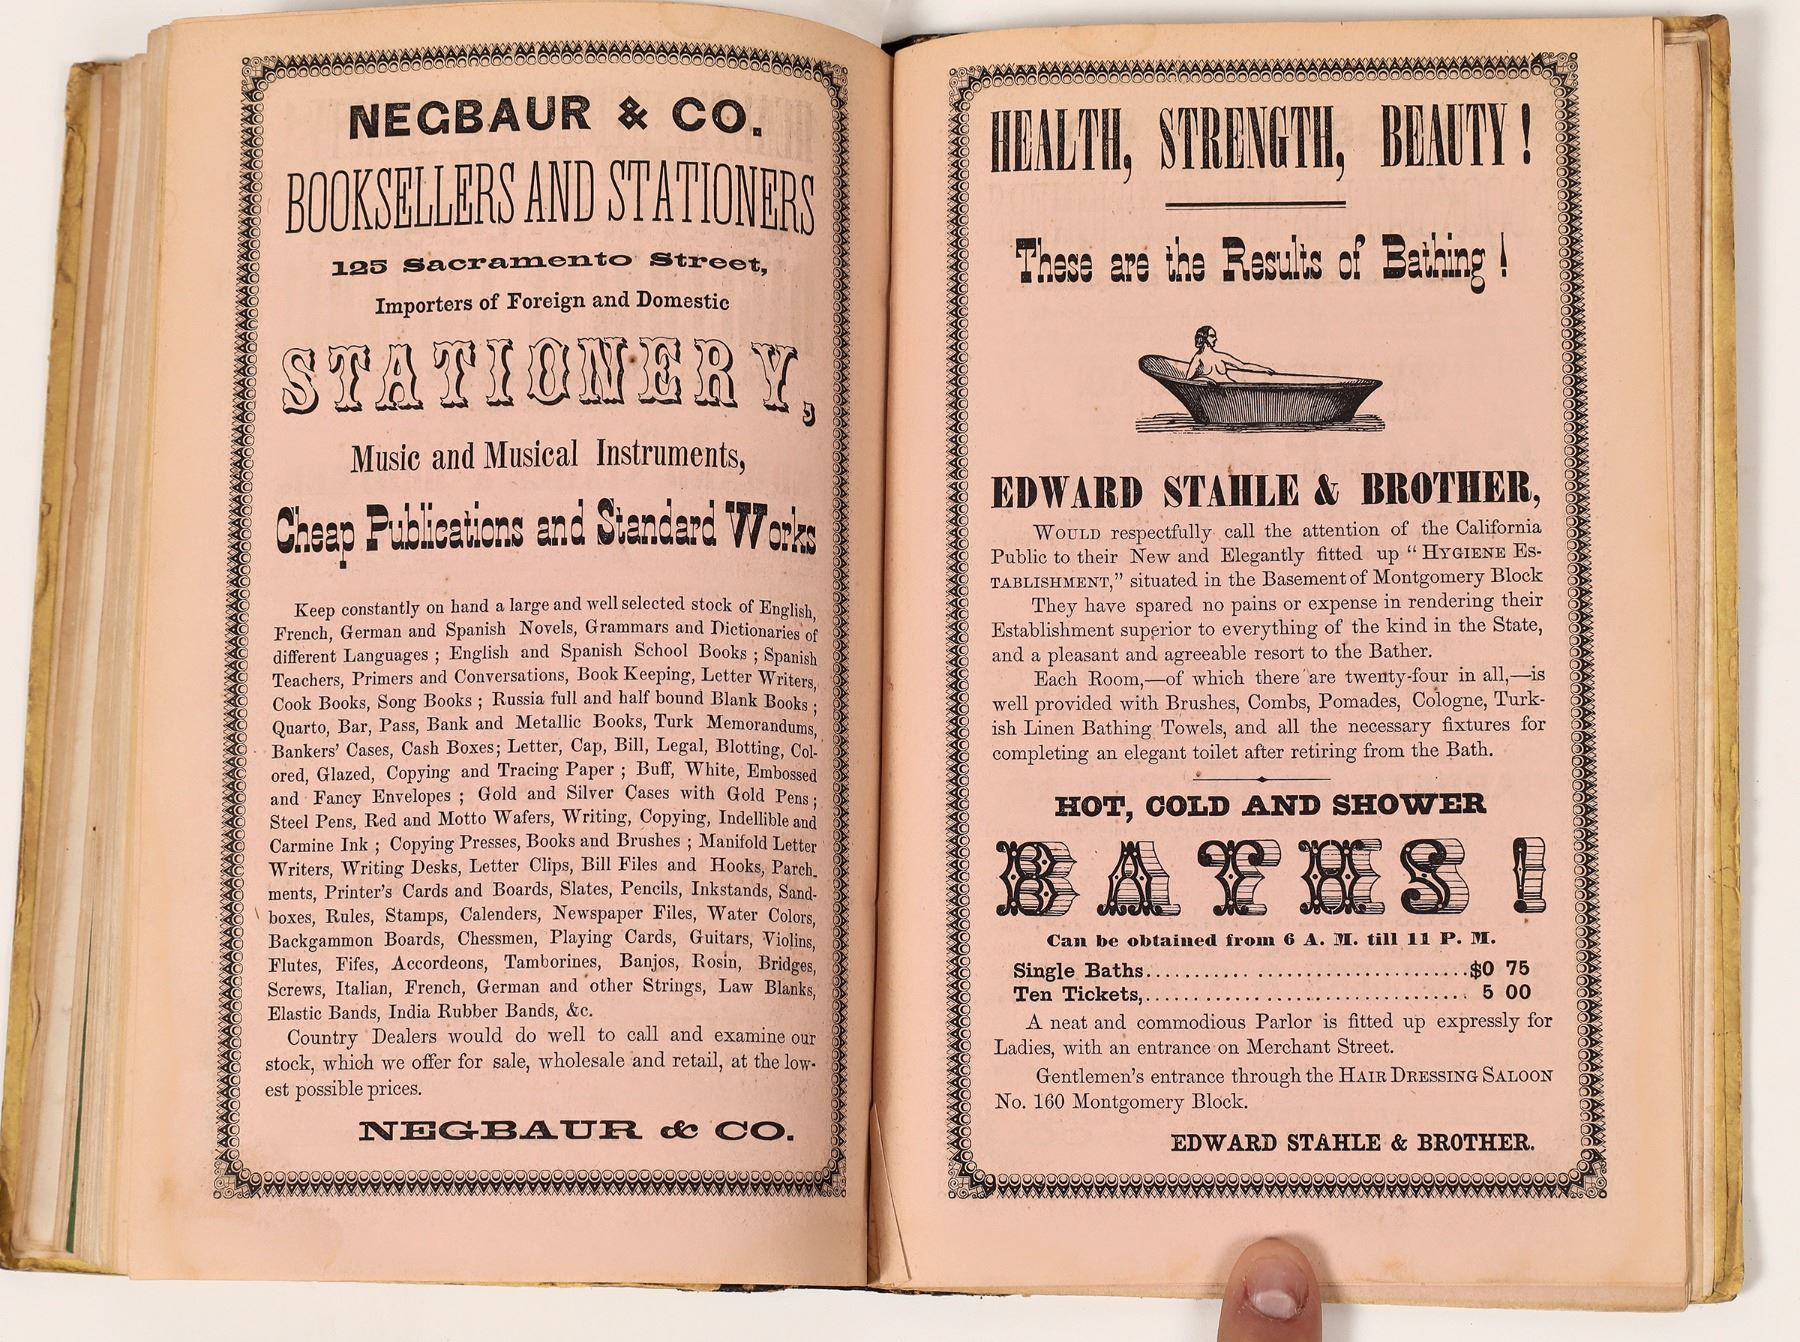 NEGBAUR & CO.
BOOKSELLERS AND STATIONERS
125 Sacramento Street,
Importers of Foreign and Domestic
STATIONERY,
Music and Musical Instruments,
Cheap Publications and Standard Works
Keep constantly on hand a large and well selected stock of English,
French, German and Spanish Novels, Grammars and Dictionaries of
different Languages ; English and Spanish School Books ; Spanish
Teachers, Primers and Conversations, Book Keeping, Letter Writers,
Cook Books, Song Books ; Russia full and half bound Blank Books ;
Quarto, Bar, Pass, Bank and Metallic Books, Turk Memorandums,
Bankers' Cases, Cash Boxes; Letter, Cap, Bill, Legal, Blotting, Col-
ored, Glazed, Copying and Tracing Paper ; Buff, White, Embossed
and Fancy Envelopes ; Gold and Silver Cases with Gold Pens ;
Steel Pens, Red and Motto Wafers, Writing, Copying, Indellible and
Carmine Ink ; Copying Presses, Books and Brushes ; Manifold Letter
Writers, Writing Desks, Letter Clips, Bill Files and Hooks, Parch-
ments, Printer's Cards and Boards, Slates, Pencils, Inkstands, Sand-
boxes, Rules, Stamps, Calenders, Newspaper Files, Water Colors,
Backgammon Boards, Chessmen, Playing Cards, Guitars, Violins,
Flutes, Fifes, Accordeons, Tamborines, Banjos, Rosin, Bridges,
Screws, Italian, French, German and other Strings, Law Blanks,
Elastic Bands, India Rubber Bands, &c.
Country Dealers would do well to call and examine our
stock, which we offer for sale, wholesale and retail, at the low-
est possible prices.
NEGBAUR & CO.
HEALTH, STRENGTH, BEAUTY !
These are the Results of Bathing !
EDWARD STAHLE & BROTHER,
WOULD respectfully call the attention of the California
Public to their New and Elegantly fitted up " HYGIENE ES-
TABLISHMENT," situated in the Basement of Montgomery Block
They have spared no pains or expense in rendering their
Establishment superior to everything of the kind in the State,
and a pleasant and agreeable resort to the Bather.
Each Room,—of which there are twenty-four in all,—is
well provided with Brushes, Combs, Pomades, Cologne, Turk-
ish Linen Bathing Towels, and all the necessary fixtures for
completing an elegant toilet after retiring from the Bath.
HOT, COLD AND SHOWER
BATHS !
Can be obtained from 6 A. M. till 11 P. M.
Single Baths........................................$0 75
Ten Tickets,........................................ 5 00
A neat and commodious Parlor is fitted up expressly for
Ladies, with an entrance on Merchant Street.
Gentlemen's entrance through the HAIR DRESSING SALOON
No. 160 Montgomery Block.
EDWARD STAHLE & BROTHER.